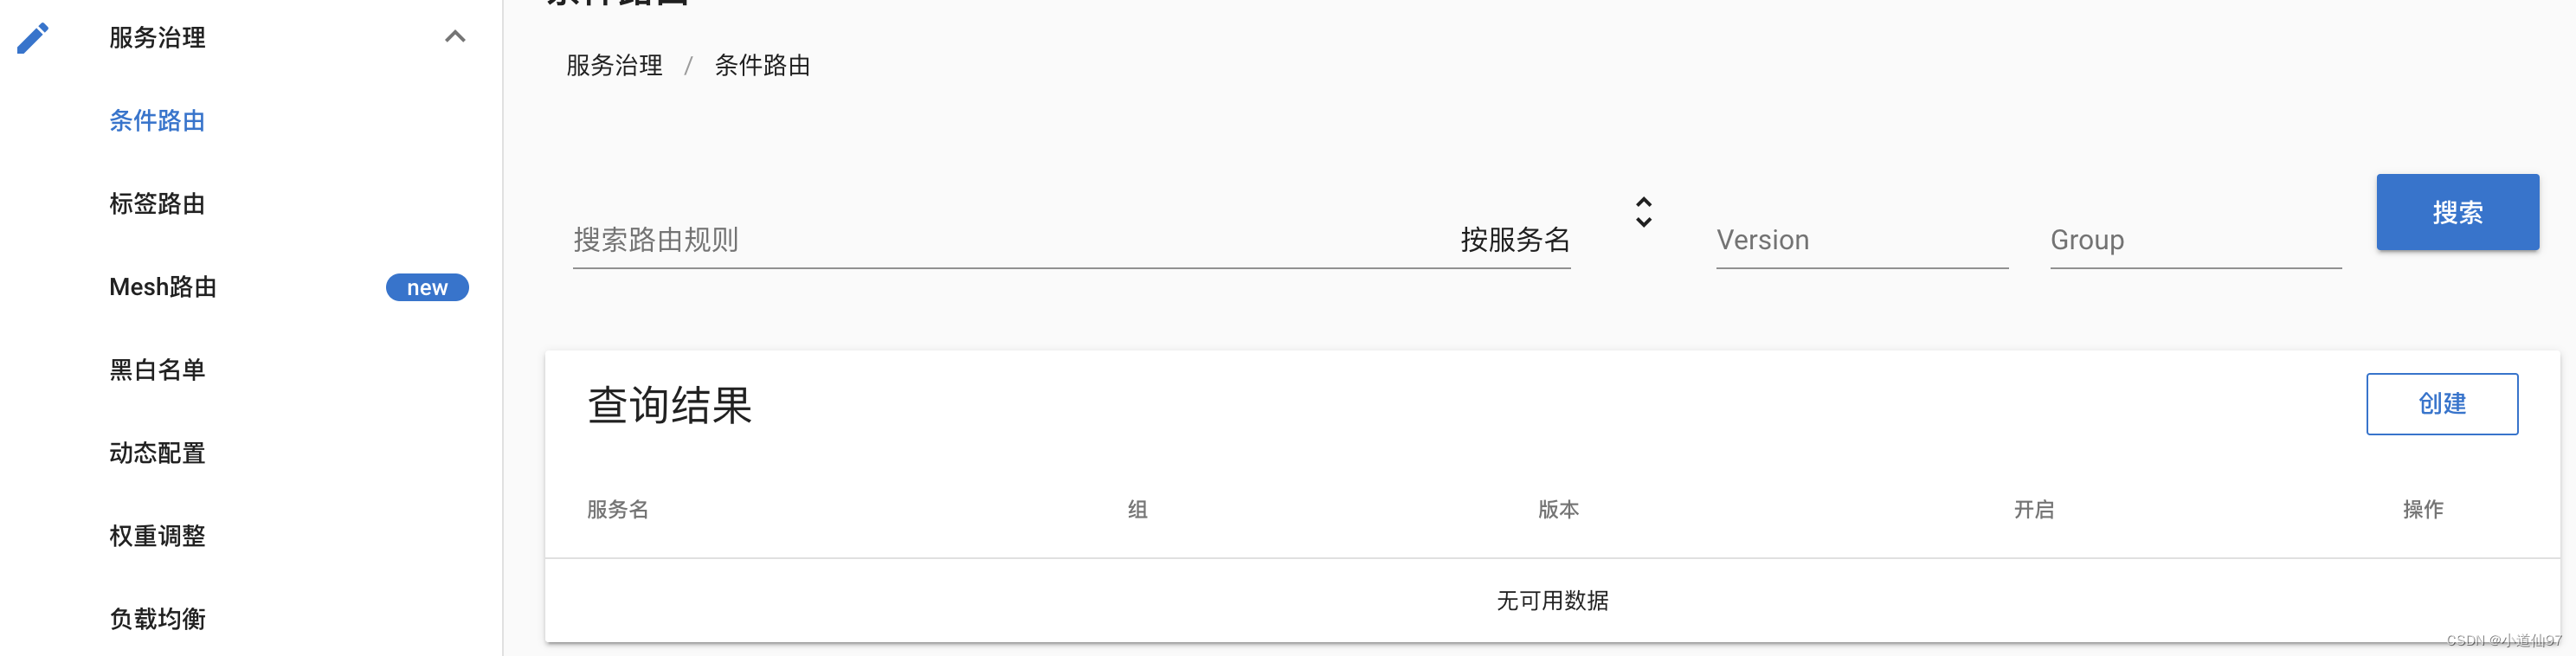 服务治理
条件路由
标签路由
Mesh路由 new
黑白名单
动态配置
权重调整
负载均衡
条件路由
服务治理 / 条件路由
搜索路由规则 按服务名 Version Group 搜索
查询结果 创建
服务名 组 版本 开启 操作
无可用数据
CSDN @小道仙97